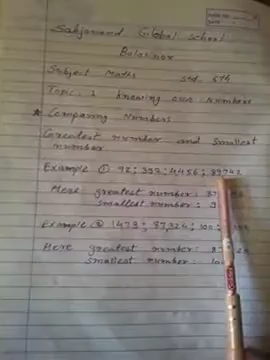 Sahjanand Global School
Balasinor
Subject Maths Std. 6th
Topic. 1 knowing our Numbers
* Comparing Numbers
Greatest number and smallest
number
Example ① 92; 392; 4456; 89742
Here greatest number:
smallest number: 9
Example ② 1473; 87,324;
Here greatest number:
smallest number: